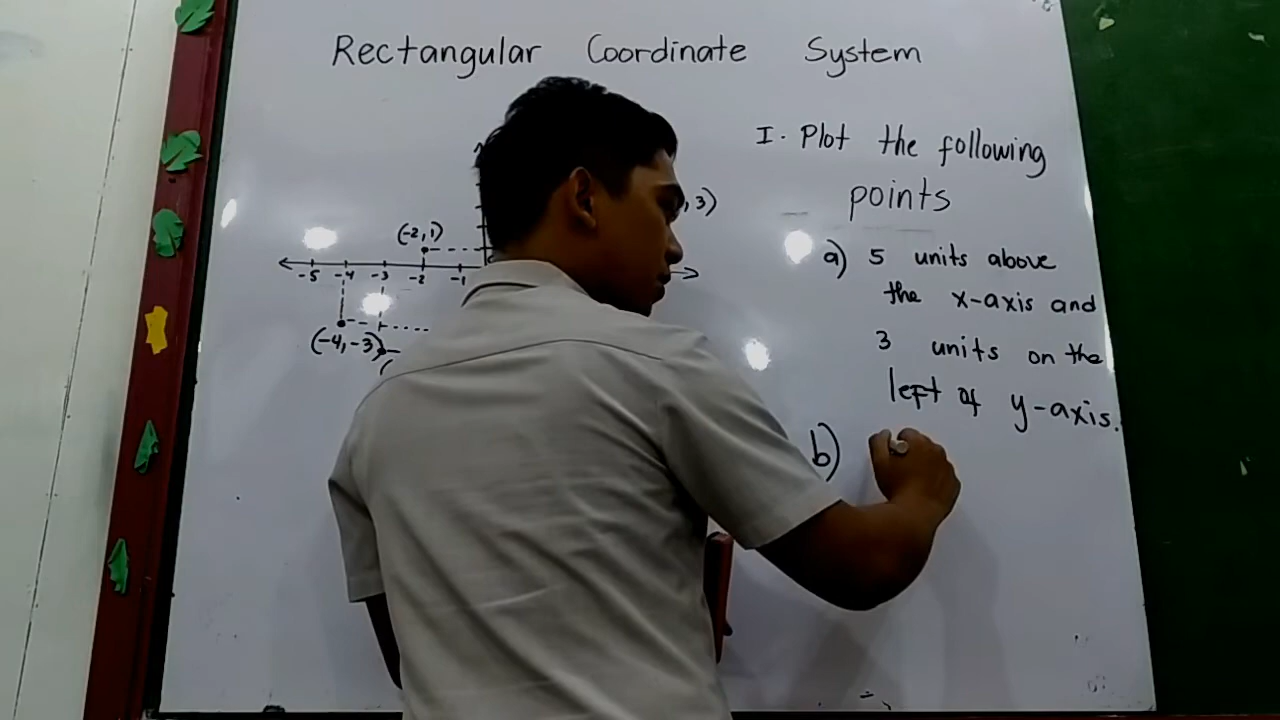 Rectangular Coordinate System
I. Plot the following
points
, 3)
(-2, 1)
a) 5 units above
the x-axis and
-5 -4 -3 -2 -1
(-4, -3)
3 units on the
(
left of y-axis.
b)